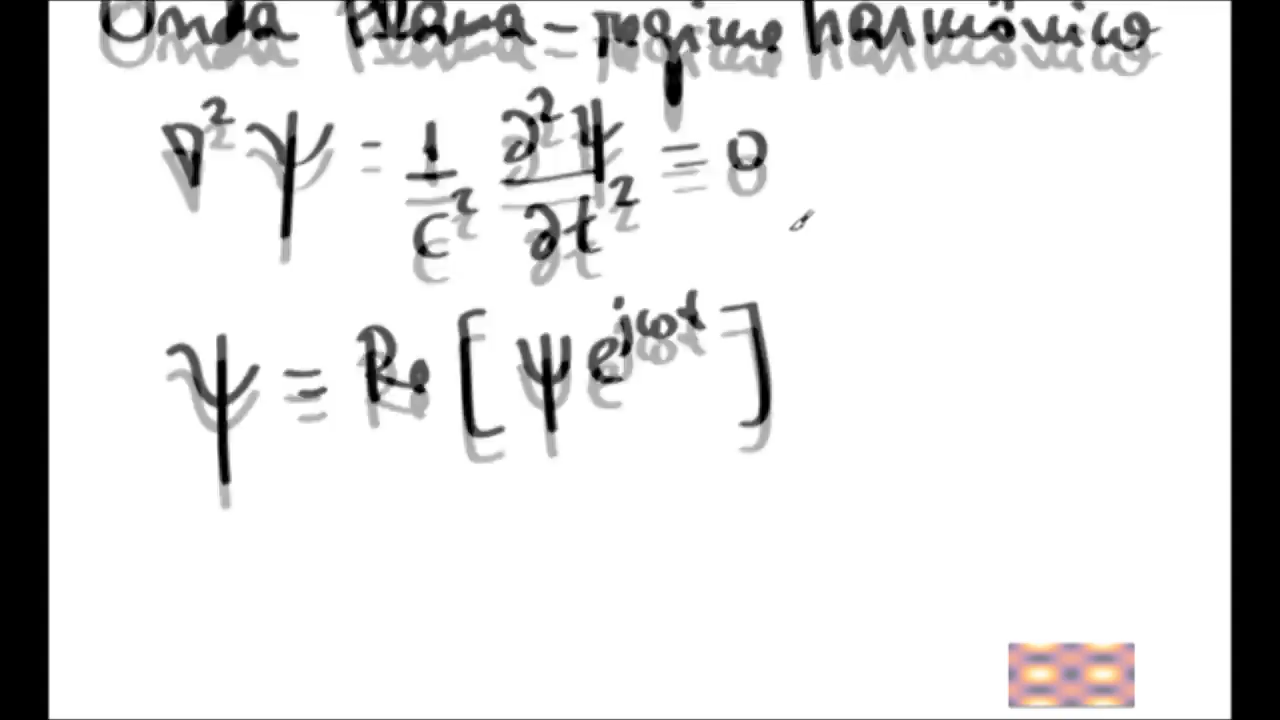 Onda Plana – regime harmônico
∇²ψ = 1/c² ∂²ψ/∂t² ≡ 0
ψ ≡ Re [ψ e^{jωt}]